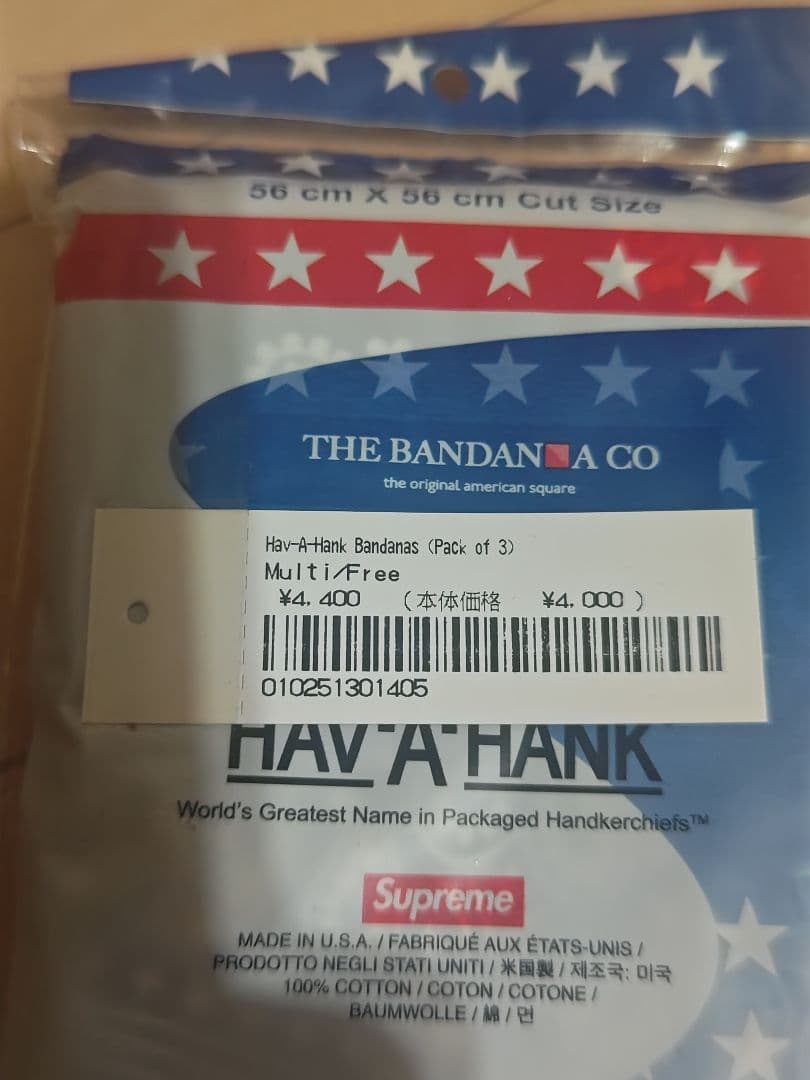 56 cm X 56 cm Cut Size
THE BANDANA CO
the original american square
Hav-A-Hank Bandanas (Pack of 3)
Multi/Free
¥4,400 (本体価格 ¥4,000 )
010251301405
HAV-A-HANK
World's Greatest Name in Packaged Handkerchiefs™
Supreme
MADE IN U.S.A. / FABRIQUÉ AUX ÉTATS-UNIS /
PRODOTTO NEGLI STATI UNITI / 米国製 / 제조국: 미국
100% COTTON / COTON / COTONE /
BAUMWOLLE / 綿 / 면